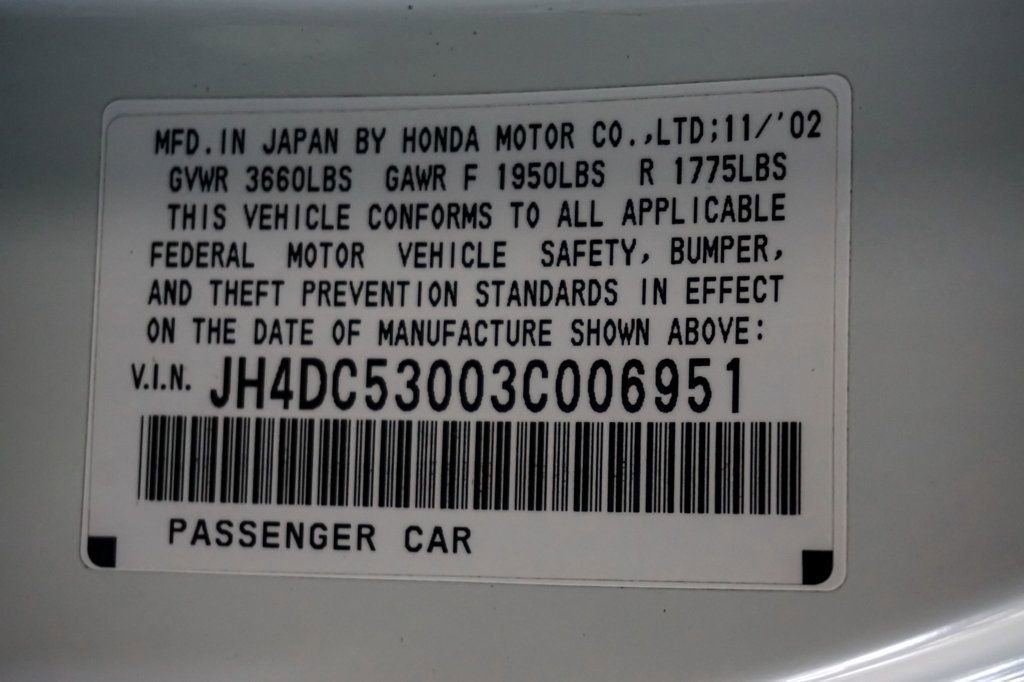 MFD.IN JAPAN BY HONDA MOTOR CO.,LTD;11/'02
GVWR 3660LBS GAWR F 1950LBS R 1775LBS
THIS VEHICLE CONFORMS TO ALL APPLICABLE
FEDERAL MOTOR VEHICLE SAFETY, BUMPER,
AND THEFT PREVENTION STANDARDS IN EFFECT
ON THE DATE OF MANUFACTURE SHOWN ABOVE:
V.I.N. JH4DC53003C006951
PASSENGER CAR